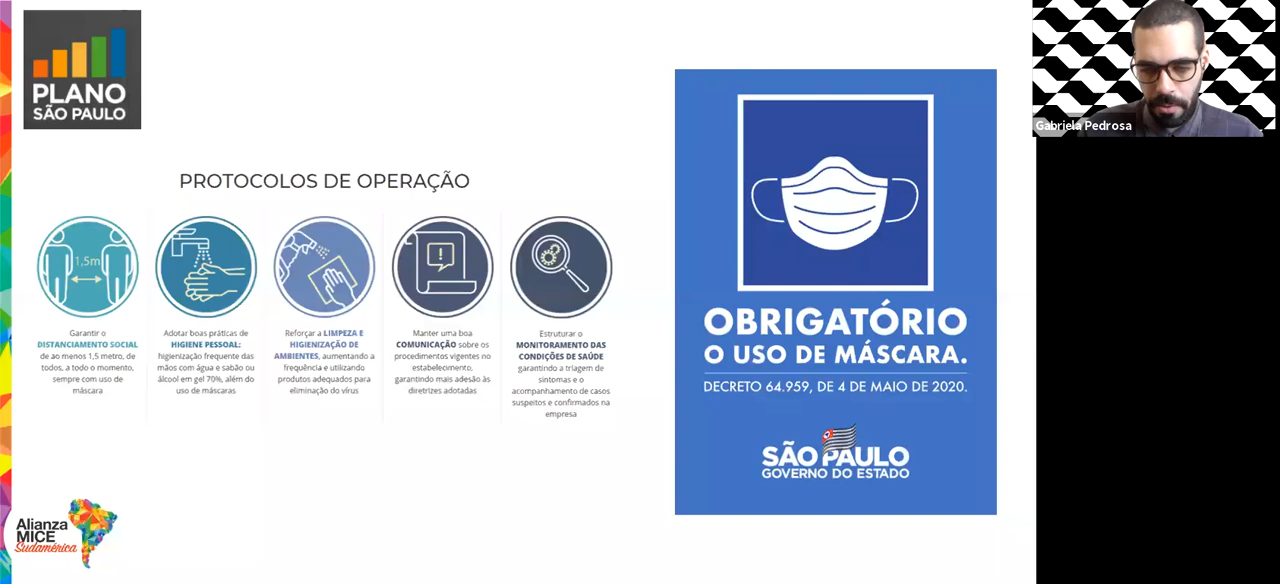 PLANO
SÃO PAULO
PROTOCOLOS DE OPERAÇÃO
1,5m
Garantir o
DISTANCIAMENTO SOCIAL
de ao menos 1,5 metro, de
todos, a todo o momento,
sempre com uso de
máscara
Adotar boas práticas de
HIGIENE PESSOAL:
higienização frequente das
mãos com água e sabão ou
álcool em gel 70%, além do
uso de máscaras
Reforçar a LIMPEZA E
HIGIENIZAÇÃO DE
AMBIENTES, aumentando a
frequência e utilizando
produtos adequados para
eliminação do vírus
Manter uma boa
COMUNICAÇÃO sobre os
procedimentos vigentes no
estabelecimento,
garantindo mais adesão às
diretrizes adotadas
Estruturar o
MONITORAMENTO DAS
CONDIÇÕES DE SAÚDE
garantindo a triagem de
sintomas e o
acompanhamento de casos
suspeitos e confirmados na
empresa
OBRIGATÓRIO
O USO DE MÁSCARA.
DECRETO 64.959, DE 4 DE MAIO DE 2020.
SÃO PAULO
GOVERNO DO ESTADO
Alianza
MICE
Sudamérica
Gabriela Pedrosa